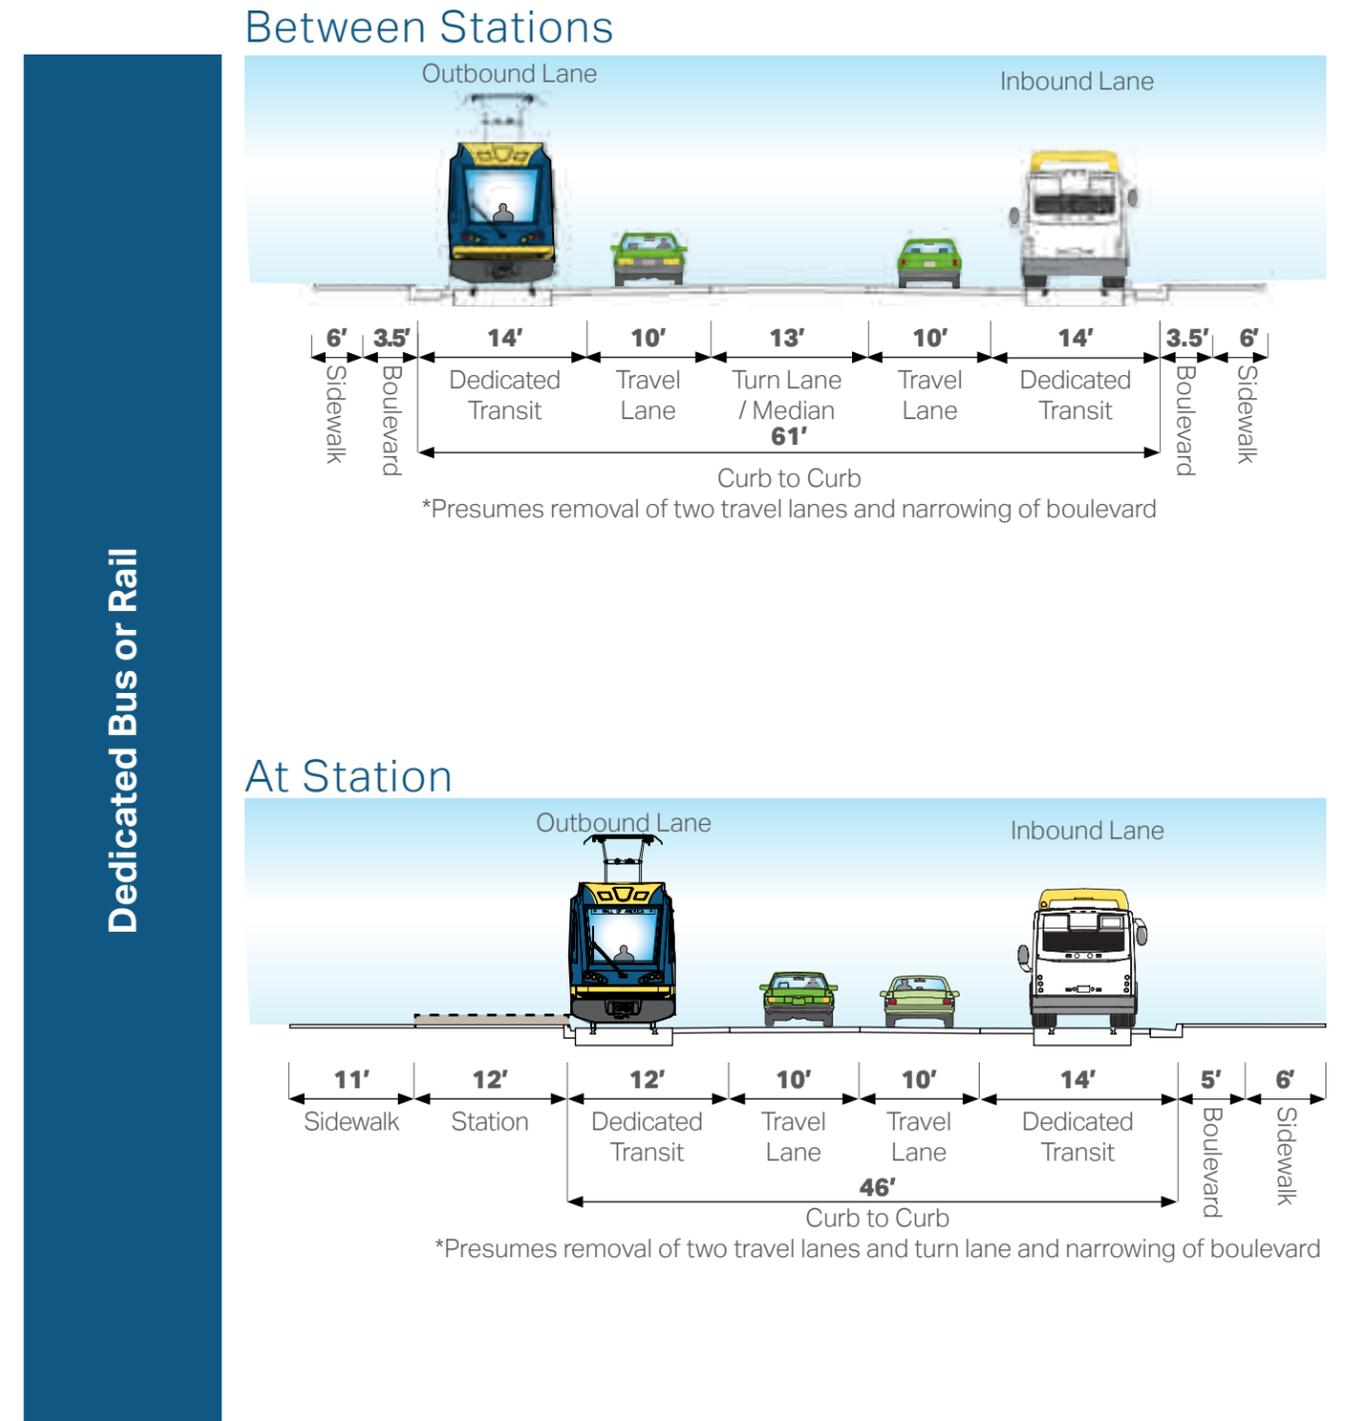 Between Stations
Dedicated Bus or Rail
Outbound Lane
Inbound Lane
6′ 3.5′ 14′ 10′ 13′ 10′ 14′ 3.5′ 6′
Sidewalk
Boulevard
Dedicated
Transit
Travel
Lane
Turn Lane
/ Median
Travel
Lane
Dedicated
Transit
Boulevard
Sidewalk
61′
Curb to Curb
*Presumes removal of two travel lanes and narrowing of boulevard
At Station
Outbound Lane
Inbound Lane
11′ 12′ 12′ 10′ 10′ 14′ 5′ 6′
Sidewalk
Station
Dedicated
Transit
Travel
Lane
Travel
Lane
Dedicated
Transit
Boulevard
Sidewalk
46′
Curb to Curb
*Presumes removal of two travel lanes and turn lane and narrowing of boulevard